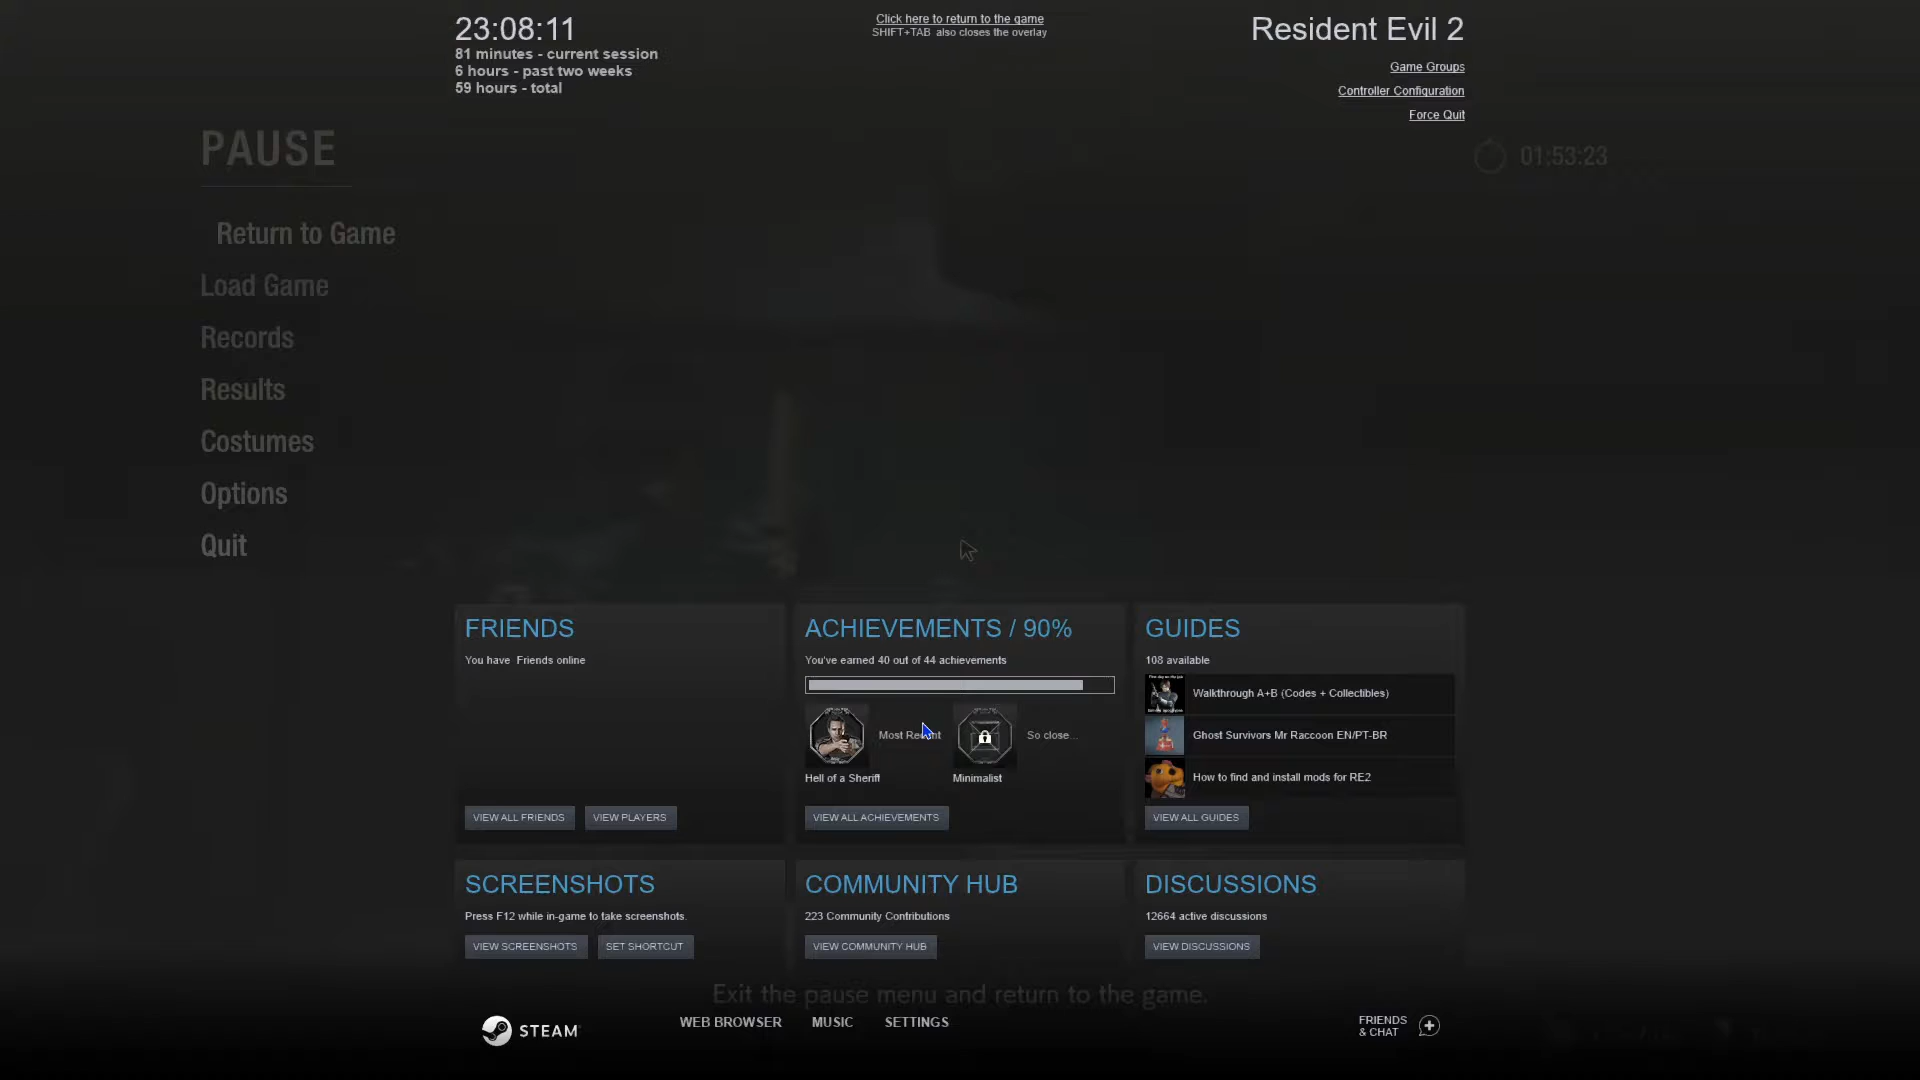 23:08:11
81 minutes - current session
6 hours - past two weeks
59 hours - total
Click here to return to the game
SHIFT+TAB also closes the overlay
Resident Evil 2
Game Groups
Controller Configuration
Force Quit
PAUSE
01:53:23
Return to Game
Load Game
Records
Results
Costumes
Options
Quit
FRIENDS
You have Friends online
VIEW ALL FRIENDS
VIEW PLAYERS
ACHIEVEMENTS / 90%
You've earned 40 out of 44 achievements
Most Recent
So close...
Hell of a Sheriff
Minimalist
VIEW ALL ACHIEVEMENTS
GUIDES
108 available
Walkthrough A+B (Codes + Collectibles)
Ghost Survivors Mr Raccoon EN/PT-BR
How to find and install mods for RE2
VIEW ALL GUIDES
SCREENSHOTS
Press F12 while in-game to take screenshots.
VIEW SCREENSHOTS
SET SHORTCUT
COMMUNITY HUB
223 Community Contributions
VIEW COMMUNITY HUB
DISCUSSIONS
12664 active discussions
VIEW DISCUSSIONS
Exit the pause menu and return to the game.
STEAM
WEB BROWSER
MUSIC
SETTINGS
FRIENDS
& CHAT